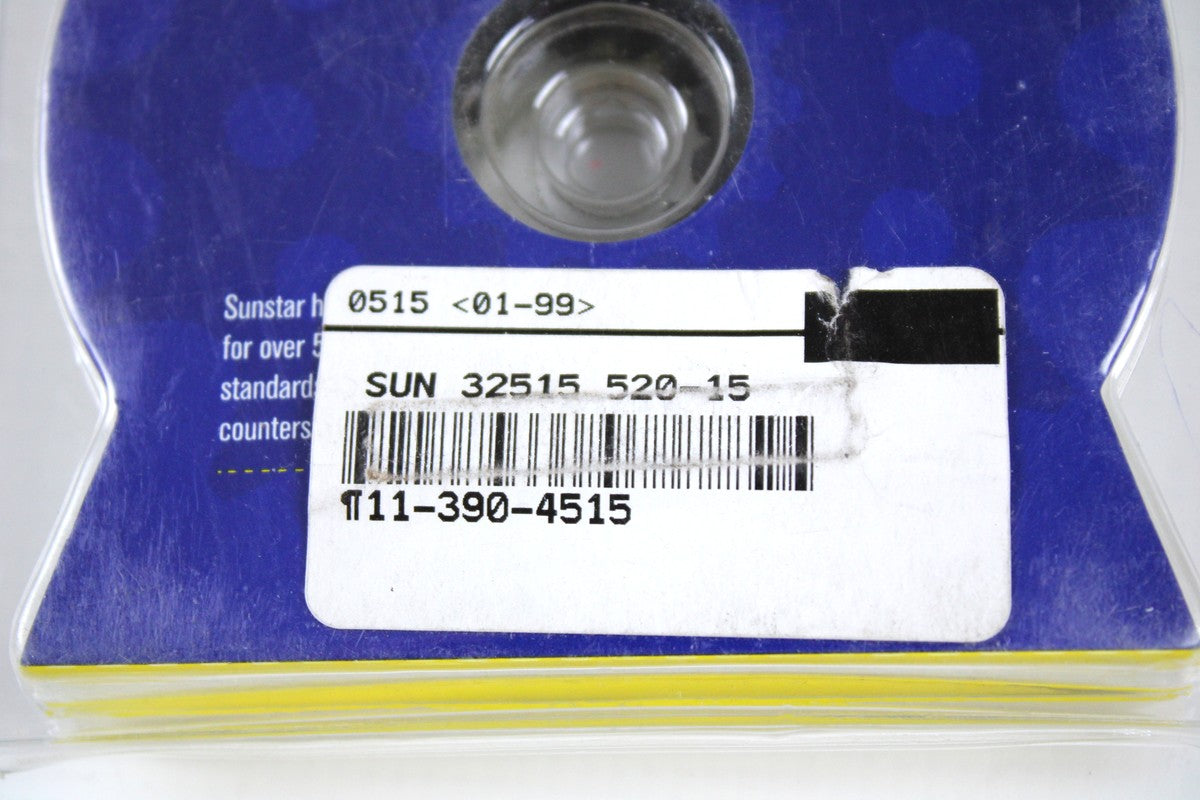 0515 <01-99>
SUN 32515 520-15
¶11-390-4515
Sunstar h
for over 5
standards
counters